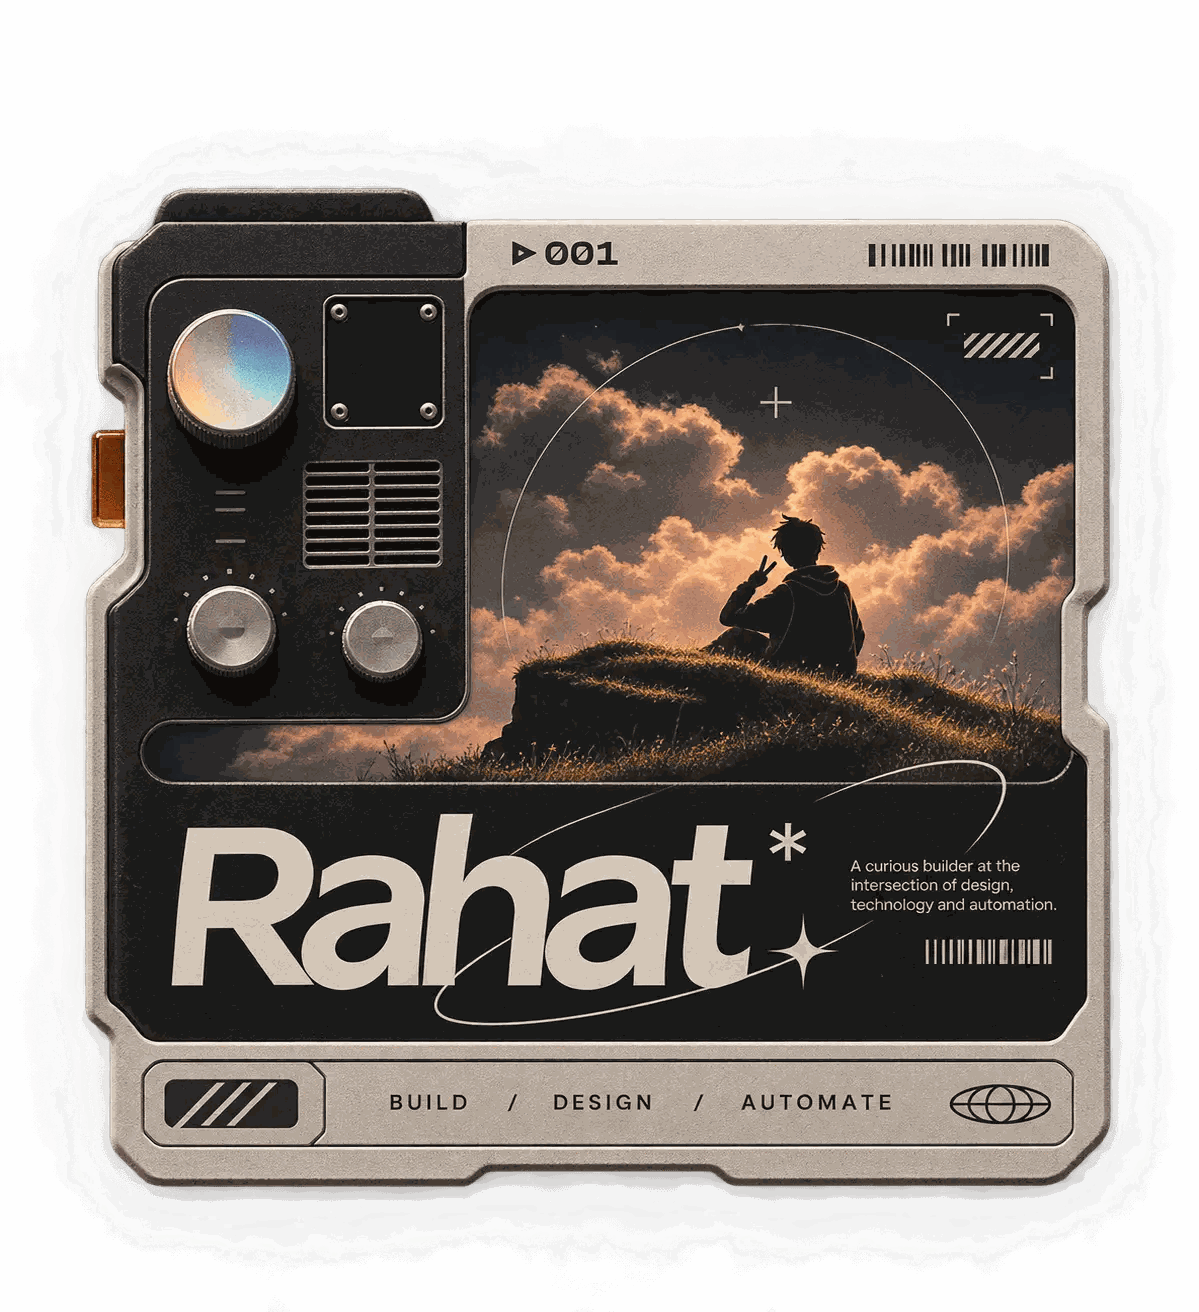 001
Rahat*
A curious builder at the
intersection of design,
technology and automation.
BUILD / DESIGN / AUTOMATE